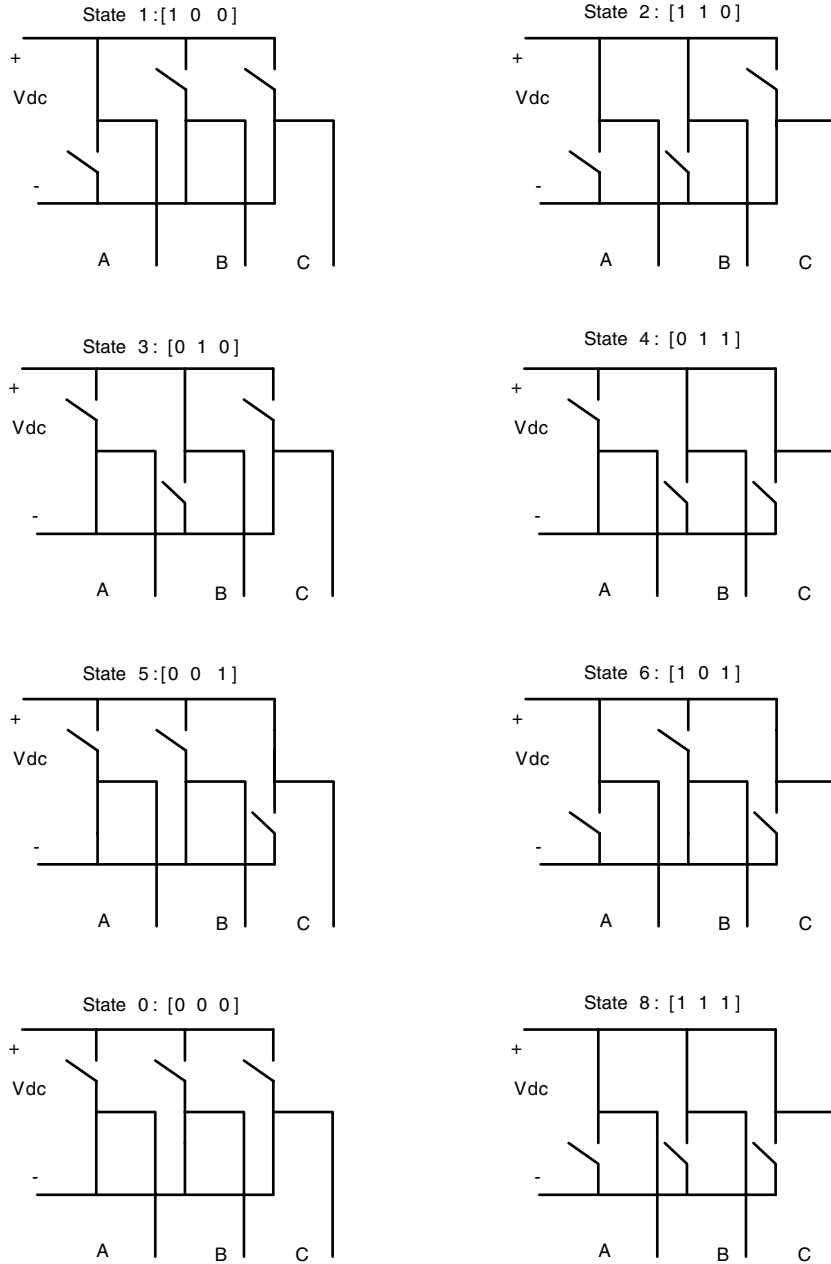 State 1:[1 0 0]
+
Vdc
-
A B C
State 2: [1 1 0]
+
Vdc
-
A B C
State 3: [0 1 0]
+
Vdc
-
A B C
State 4: [0 1 1]
+
Vdc
-
A B C
State 5:[0 0 1]
+
Vdc
-
A B C
State 6: [1 0 1]
+
Vdc
-
A B C
State 0: [0 0 0]
+
Vdc
-
A B C
State 8: [1 1 1]
+
Vdc
-
A B C